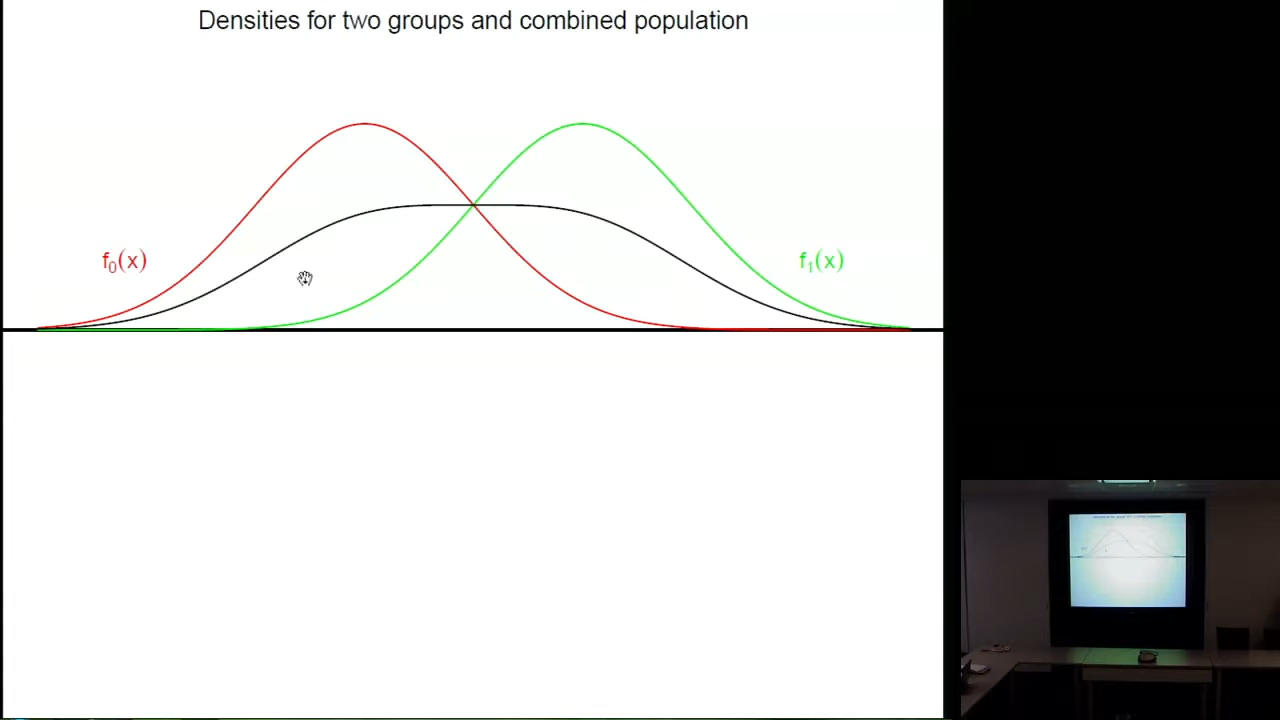 Densities for two groups and combined population
f₀(x)
f₁(x)